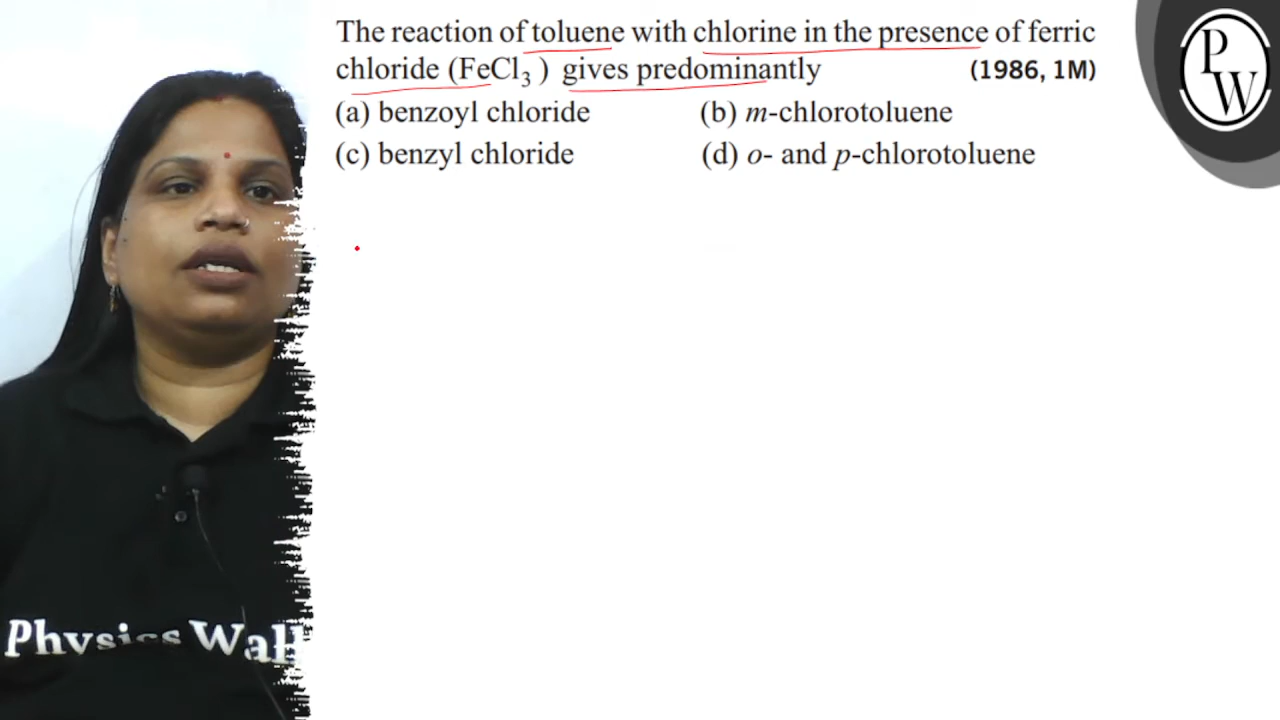 The reaction of toluene with chlorine in the presence of ferric
chloride (FeCl₃) gives predominantly (1986, 1M)
(a) benzoyl chloride (b) m-chlorotoluene
(c) benzyl chloride (d) o- and p-chlorotoluene
P
W
Physics Wall